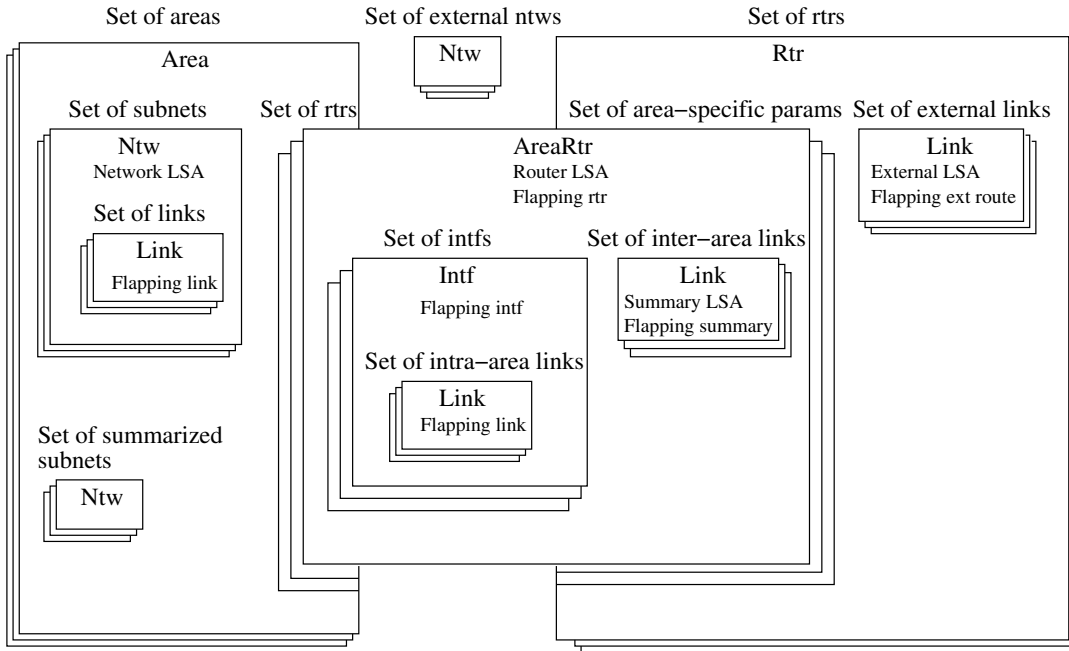 Set of areas
Set of external ntws
Set of rtrs
Area
Ntw
Rtr
Set of subnets
Set of rtrs
Set of area−specific params
Set of external links
Ntw
Network LSA
AreaRtr
Router LSA
Flapping rtr
Link
External LSA
Flapping ext route
Set of links
Link
Flapping link
Set of intfs
Intf
Flapping intf
Set of inter−area links
Link
Summary LSA
Flapping summary
Set of intra−area links
Link
Flapping link
Set of summarized
subnets
Ntw